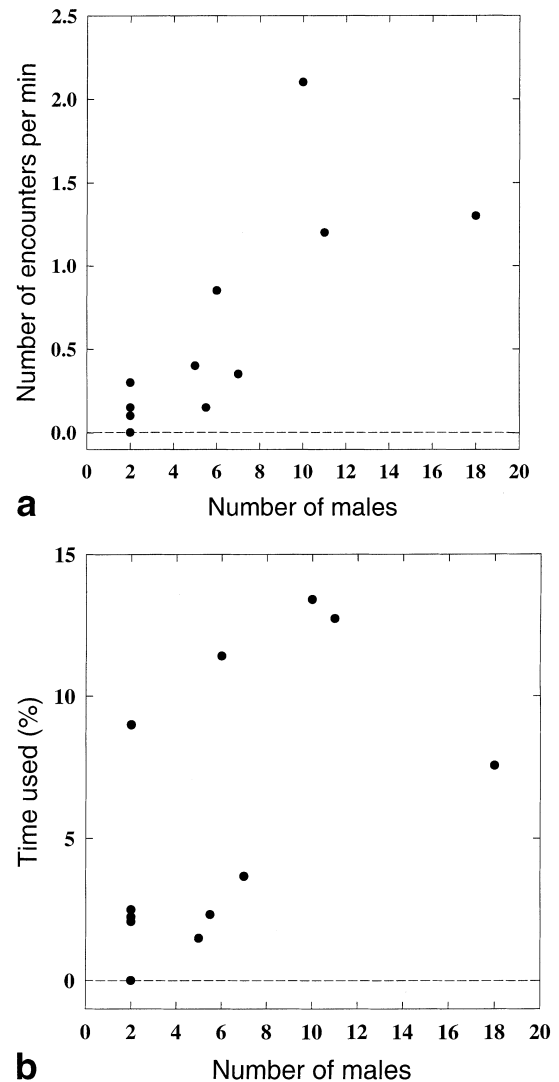 2.5
2.0
1.5
1.0
0.5
0.0
Number of encounters per min
0 2 4 6 8 10 12 14 16 18 20
Number of males
a
15
10
5
0
Time used (%)
0 2 4 6 8 10 12 14 16 18 20
Number of males
b